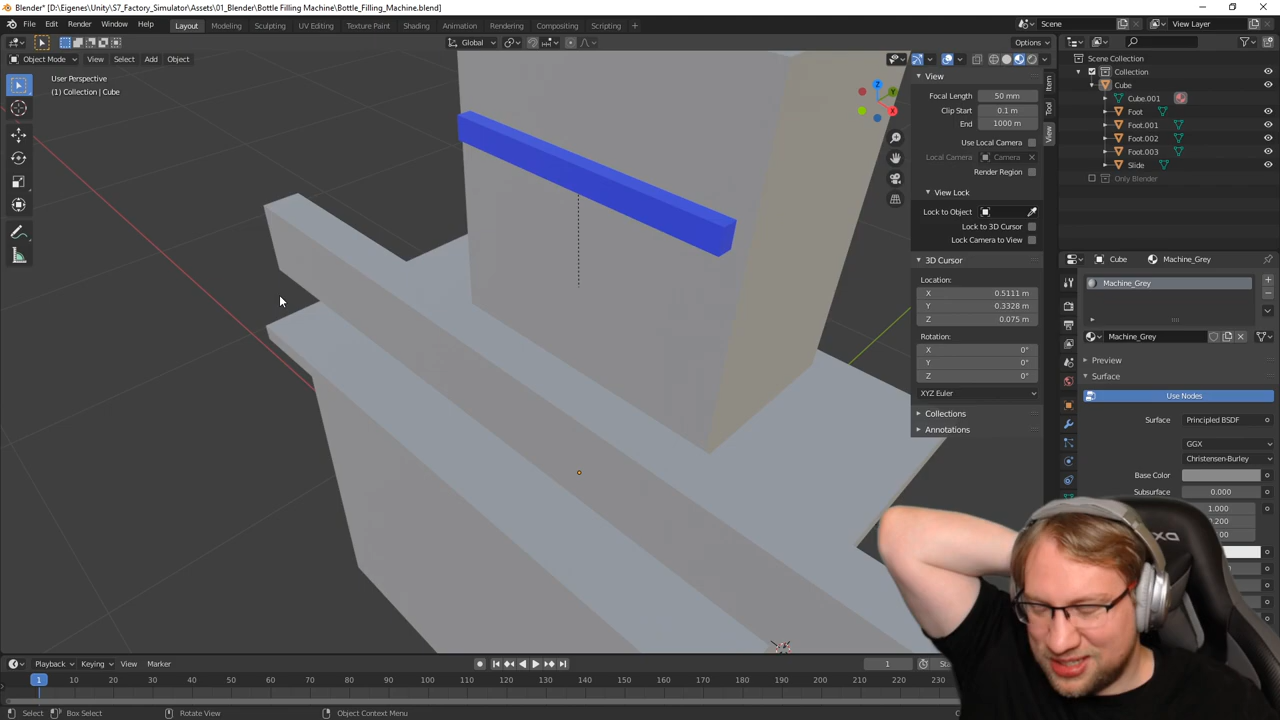 Blender* [D:\Eigenes\Unity\S7_Factory_Simulator\Assets\01_Blender\Bottle Filling Machine\Bottle_Filling_Machine.blend]
File Edit Render Window Help Layout Modeling Sculpting UV Editing Texture Paint Shading Animation Rendering Compositing Scripting + Scene View Layer
Global Options
Object Mode View Select Add Object
User Perspective
(1) Collection | Cube
Z
Y
X
Item
Tool
View
View
Focal Length 50 mm
Clip Start 0.1 m
End 1000 m
Use Local Camera
Local Camera Camera
Render Region
View Lock
Lock to Object
Lock to 3D Cursor
Lock Camera to View
3D Cursor
Location:
X 0.5111 m
Y 0.3328 m
Z 0.075 m
Rotation:
X 0°
Y 0°
Z 0°
XYZ Euler
Collections
Annotations
Scene Collection
Collection
Cube
Cube.001
Foot
Foot.001
Foot.002
Foot.003
Slide
Only Blender
Cube Machine_Grey
Machine_Grey
Machine_Grey
Preview
Surface
Use Nodes
Surface Principled BSDF
GGX
Christensen-Burley
Base Color
Subsurface 0.000
1.000
.200
.00
Playback Keying View Marker 1 Sta
1 10 20 30 40 50 60 70 80 90 100 110 120 130 140 150 160 170 180 190 200 210 220 230
Select Box Select Rotate View Object Context Menu